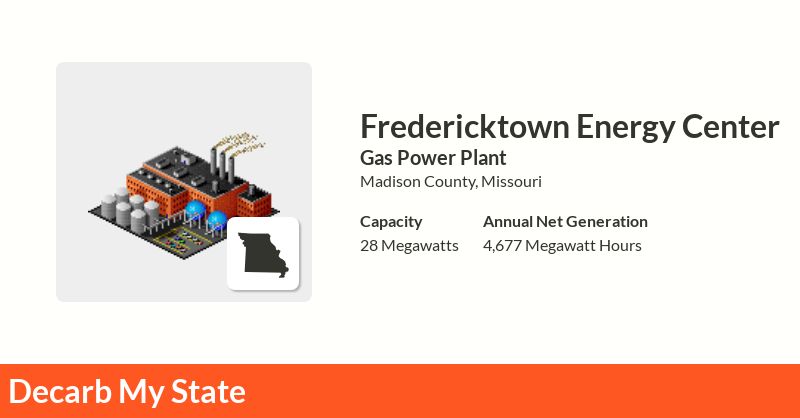 Fredericktown Energy Center
Gas Power Plant
Madison County, Missouri
Capacity
28 Megawatts
Annual Net Generation
4,677 Megawatt Hours
Decarb My State